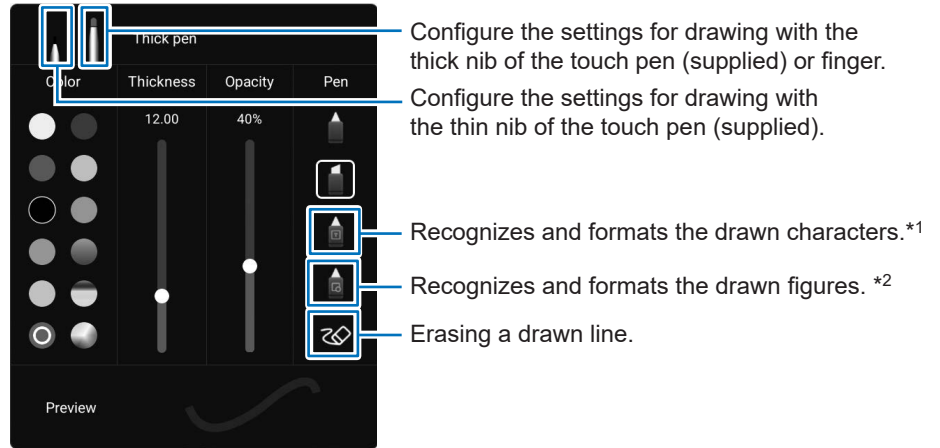 Thick pen
Configure the settings for drawing with the
thick nib of the touch pen (supplied) or finger.
Color Thickness Opacity Pen
Configure the settings for drawing with
the thin nib of the touch pen (supplied).
12.00 40%
Recognizes and formats the drawn characters.*1
Recognizes and formats the drawn figures. *2
Erasing a drawn line.
Preview